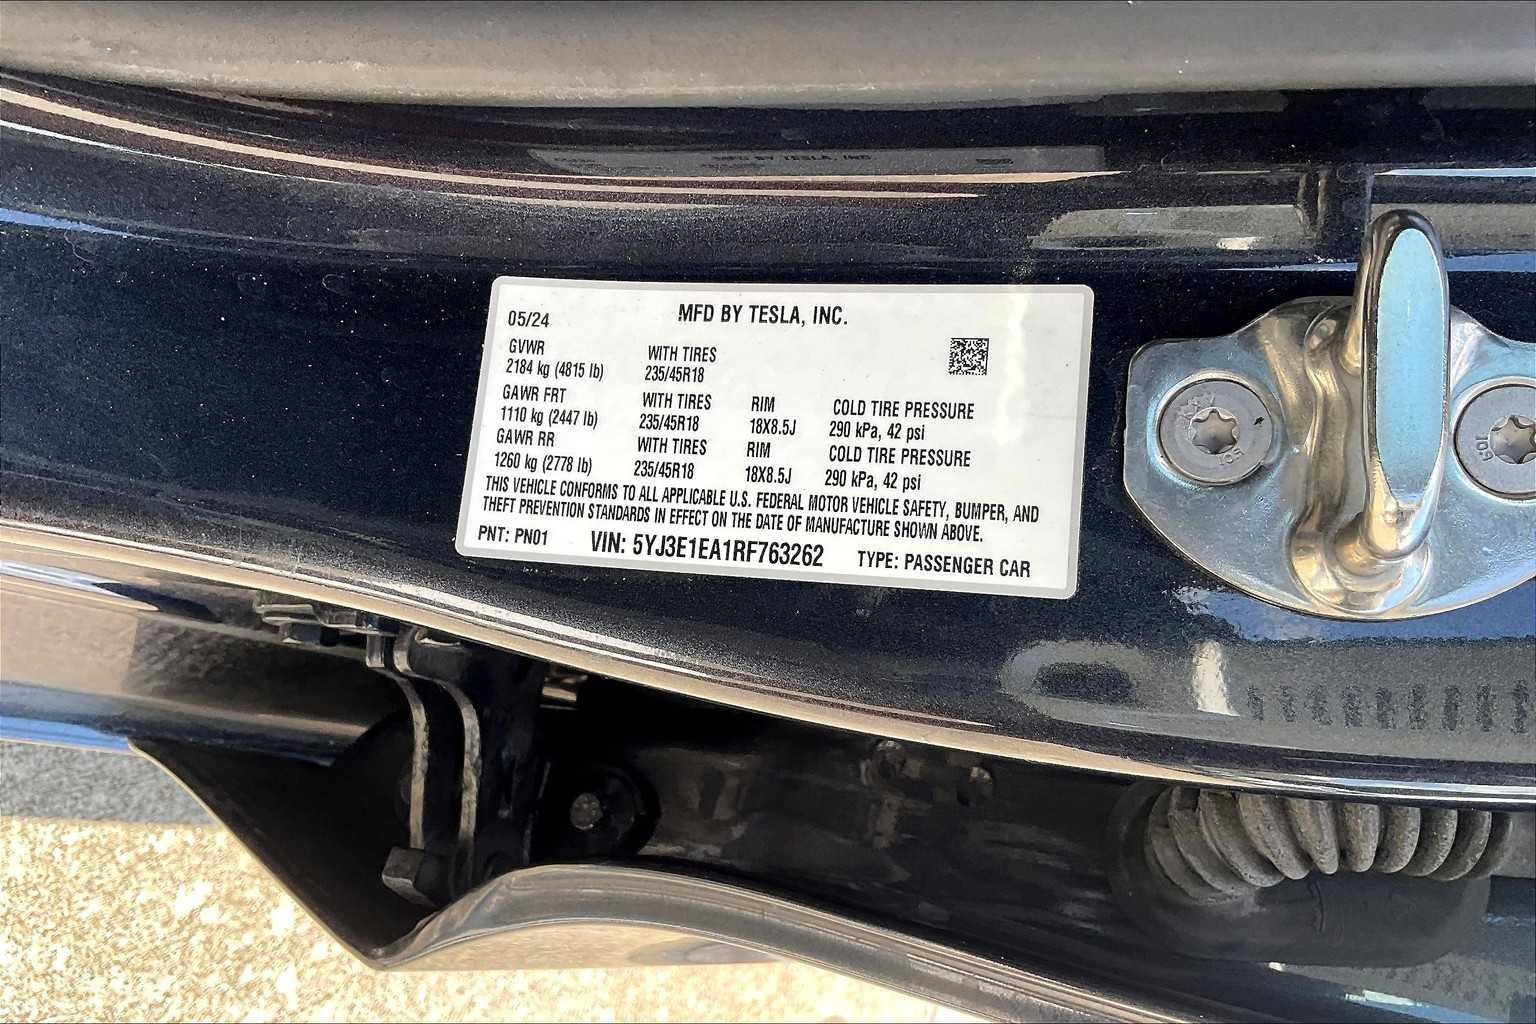 MFD BY TESLA, INC.
05/24
GVWR WITH TIRES
2184 kg (4815 lb) 235/45R18
GAWR FRT WITH TIRES RIM COLD TIRE PRESSURE
1110 kg (2447 lb) 235/45R18 18X8.5J 290 kPa, 42 psi
GAWR RR WITH TIRES RIM COLD TIRE PRESSURE
1260 kg (2778 lb) 235/45R18 18X8.5J 290 kPa, 42 psi
THIS VEHICLE CONFORMS TO ALL APPLICABLE U.S. FEDERAL MOTOR VEHICLE SAFETY, BUMPER, AND
THEFT PREVENTION STANDARDS IN EFFECT ON THE DATE OF MANUFACTURE SHOWN ABOVE.
PNT: PN01 VIN: 5YJ3E1EA1RF763262 TYPE: PASSENGER CAR